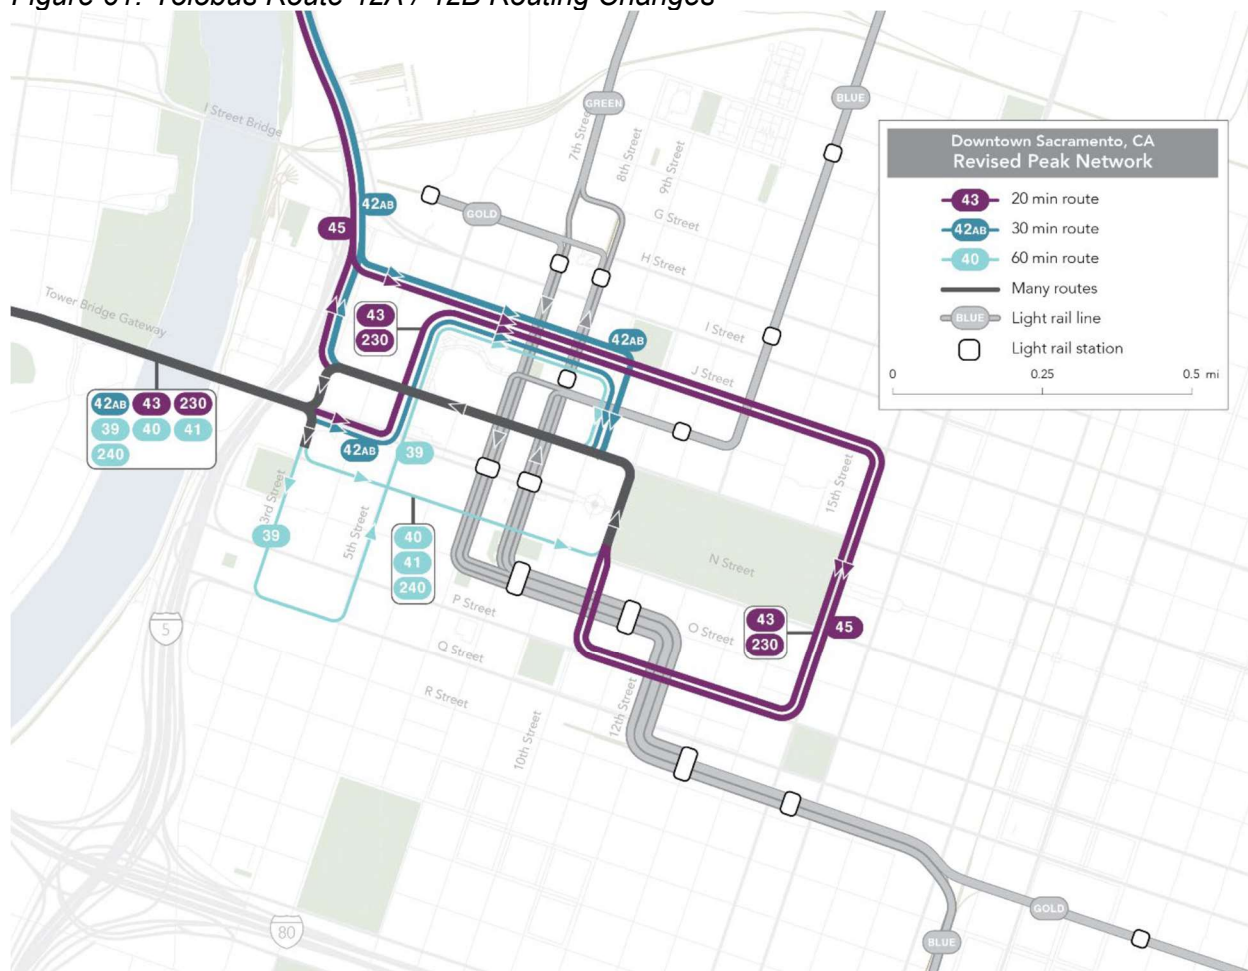 Figure 61: Yolobus Route 42A / 42B Routing Changes
I Street Bridge
GREEN
BLUE
7th Street
8th Street
9th Street
Downtown Sacramento, CA
Revised Peak Network
43 20 min route
42AB 30 min route
40 60 min route
Many routes
BLUE Light rail line
Light rail station
0 0.25 0.5 mi
42AB
45
GOLD
G Street
H Street
I Street
J Street
Tower Bridge Gateway
43
230
42AB
42AB 43 230
39 40 41
240
42AB
39
3rd Street
5th Street
15th Street
39
40
41
240
N Street
P Street
O Street
43
230
45
5
Q Street
R Street
10th Street
12th Street
80
GOLD
BLUE